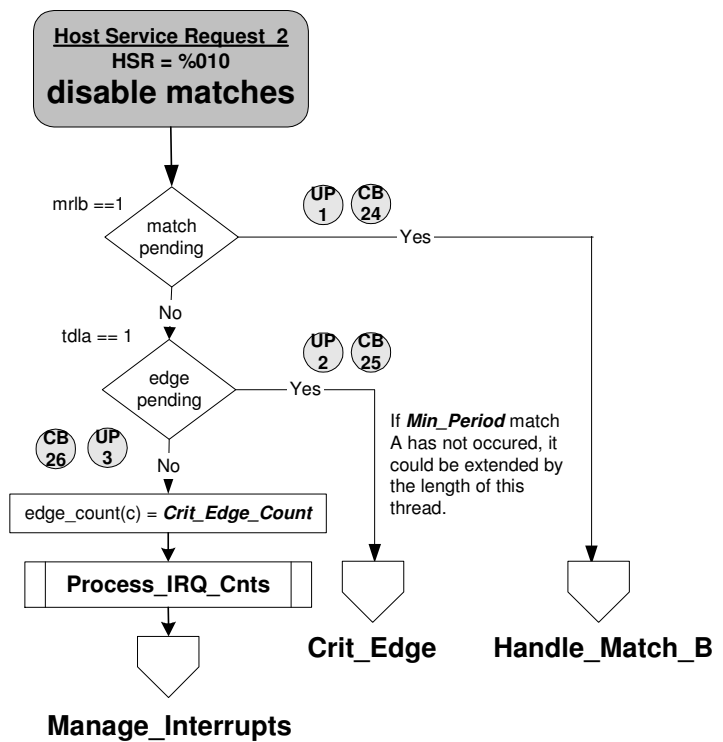 Host Service Request 2
HSR = %010
disable matches
mrlb ==1
match
pending
UP
1
CB
24
Yes
No
tdla == 1
edge
pending
UP
2
CB
25
Yes
If Min_Period match
A has not occured, it
could be extended by
the length of this
thread.
CB
26
UP
3
No
edge_count(c) = Crit_Edge_Count
Process_IRQ_Cnts
Crit_Edge
Handle_Match_B
Manage_Interrupts